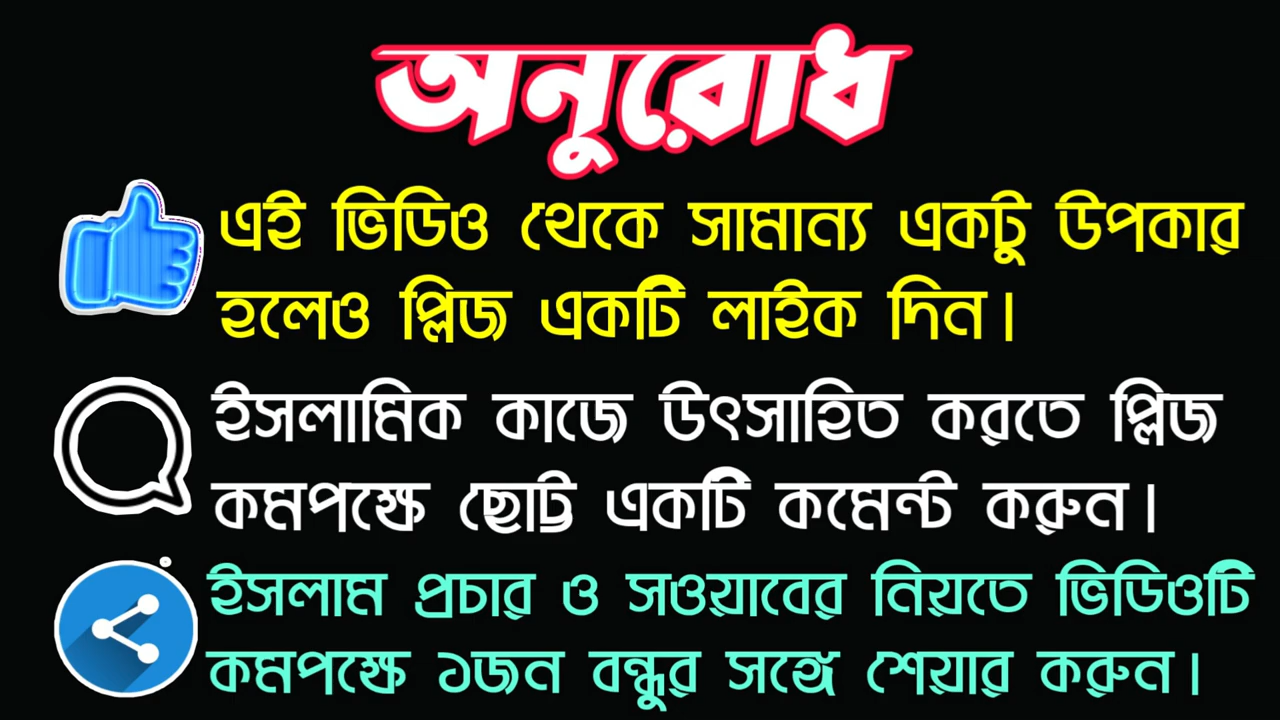 অনুরোধ
এই ভিডিও থেকে সামান্য একটু উপকার
হলেও প্লিজ একটি লাইক দিন।
ইসলামিক কাজে উৎসাহিত করতে প্লিজ
কমপক্ষে ছোট্ট একটি কমেন্ট করুন।
ইসলাম প্রচার ও সওয়াবের নিয়তে ভিডিওটি
কমপক্ষে ১জন বন্ধুর সঙ্গে শেয়ার করুন।